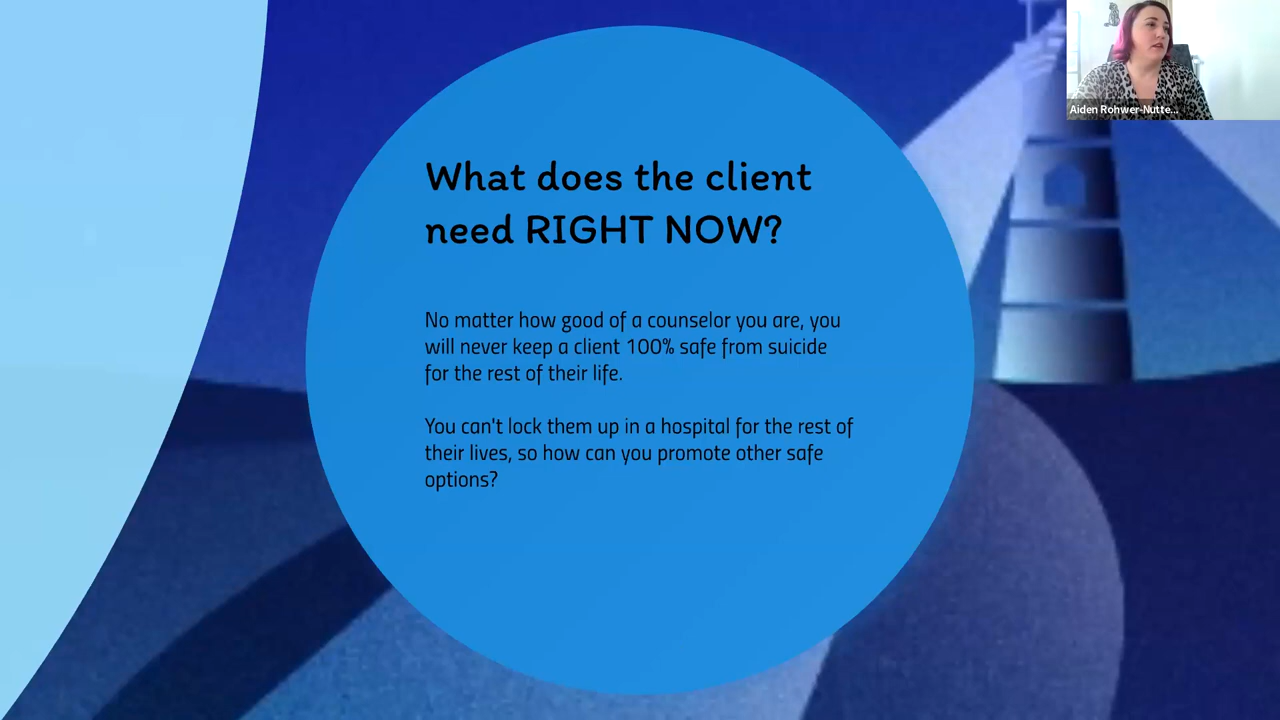 What does the client
need RIGHT NOW?
No matter how good of a counselor you are, you
will never keep a client 100% safe from suicide
for the rest of their life.
You can't lock them up in a hospital for the rest of
their lives, so how can you promote other safe
options?
Aiden Rohwer-Nutte...